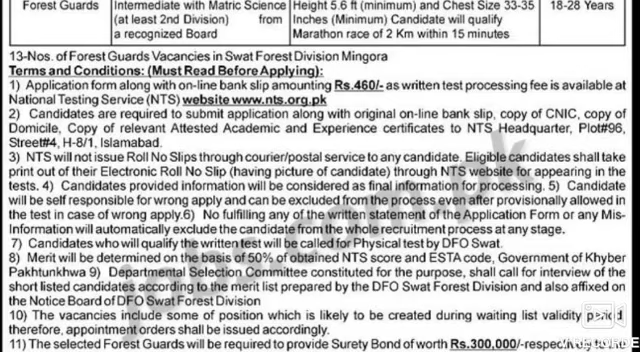 Forest Guards Intermediate with Matric Science (at least 2nd Division) from a recognized Board Height 5.6 ft (minimum) and Chest Size 33-35 Inches (Minimum) Candidate will qualify Marathon race of 2 Km within 15 minutes 18-28 Years
13-Nos. of Forest Guards Vacancies in Swat Forest Division Mingora
Terms and Conditions: (Must Read Before Applying):
1) Application form along with on-line bank slip amounting Rs.460/- as written test processing fee is available at
National Testing Service (NTS) website www.nts.org.pk
2) Candidates are required to submit application along with original on-line bank slip, copy of CNIC, copy of
Domicile, Copy of relevant Attested Academic and Experience certificates to NTS Headquarter, Plot#96,
Street#4, H-8/1, Islamabad.
3) NTS will not issue Roll No Slips through courier/postal service to any candidate. Eligible candidates shall take
print out of their Electronic Roll No Slip (having picture of candidate) through NTS website for appearing in the
tests. 4) Candidates provided information will be considered as final information for processing. 5) Candidate
will be self responsible for wrong apply and can be excluded from process even after provisionally allowed in
the test in case of wrong apply.6) No fulfilling any of the instruction in Application Form or any Mis-
Information will automatically exclude the candidate from the recruitment process at any stage.
7) Candidates who will qualify the written test will be called for Physical test by DFO Swat.
8) Merit will be determined on the basis of 50% of obtained NTS score and ESTA code, Government of Khyber
Pakhtunkhwa 9) Departmental Selection Committee constituted for the purpose, shall call for interview of the
short listed candidates according to the merit list prepared by the DFO Swat Forest Division and also affixed on
the Notice Board of DFO Swat Forest Division
10) The vacancies include some of position which is likely to be created during waiting list validity period
therefore, appointment orders shall be issued accordingly.
11) The selected Forest Guards will be required to provide Surety Bond of worth Rs.300,000/-respectively
jobs.com.pk